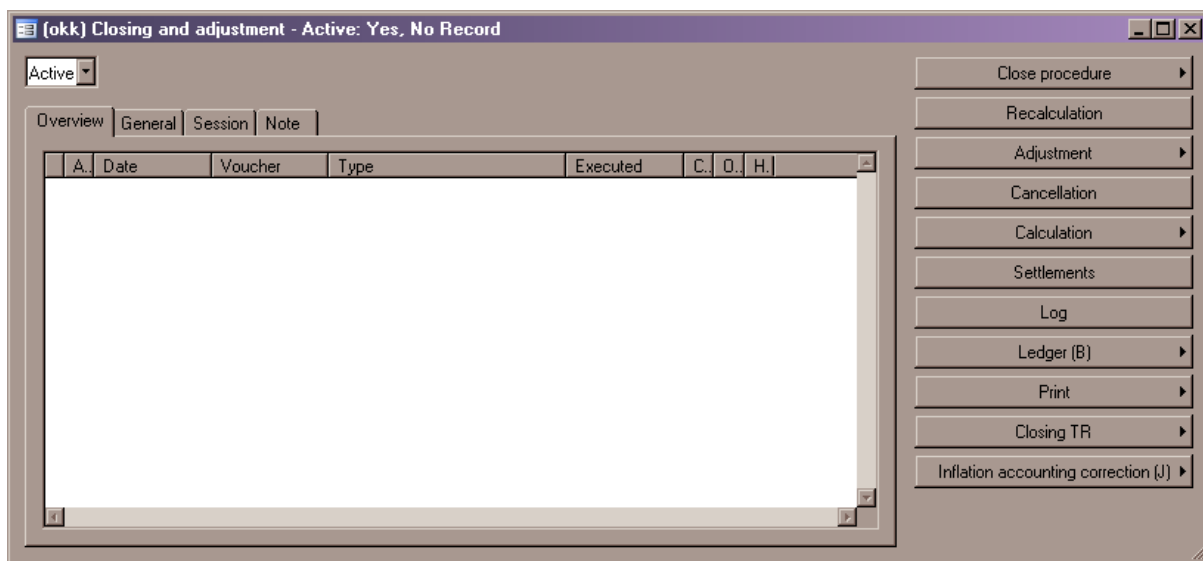 (okk) Closing and adjustment - Active: Yes, No Record
Active
Overview General Session Note
A.. Date Voucher Type Executed C.. O.. H.
Close procedure
Recalculation
Adjustment
Cancellation
Calculation
Settlements
Log
Ledger (B)
Print
Closing TR
Inflation accounting correction (J)